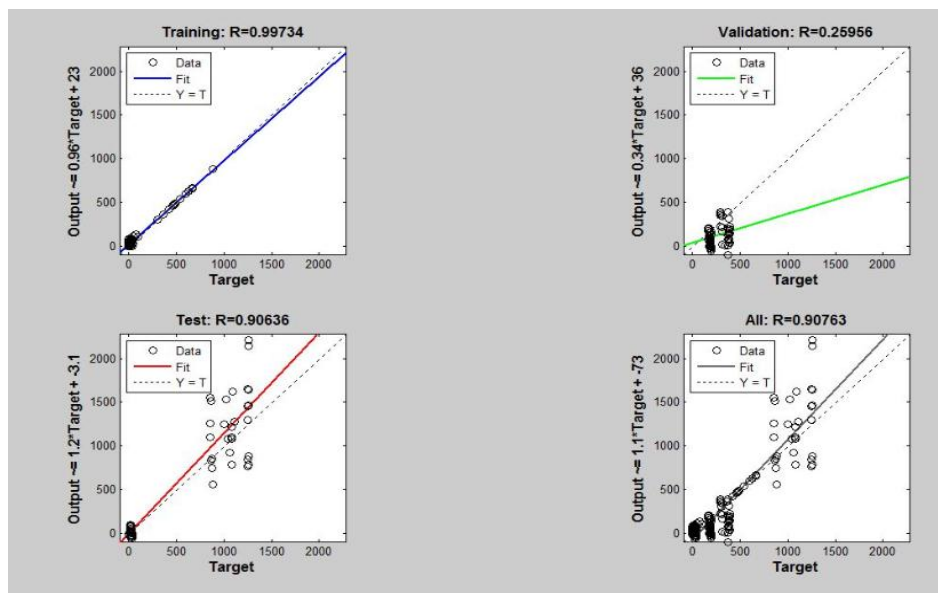 Training: R=0.99734
Output ~= 0.96*Target + 23
Data
Fit
Y = T
2000
1500
1000
500
0
0 500 1000 1500 2000
Target
Validation: R=0.25956
Output ~= 0.34*Target + 36
Data
Fit
Y = T
2000
1500
1000
500
0
0 500 1000 1500 2000
Target
Test: R=0.90636
Output ~= 1.2*Target + -3.1
Data
Fit
Y = T
2000
1500
1000
500
0
0 500 1000 1500 2000
Target
All: R=0.90763
Output ~= 1.1*Target + -73
Data
Fit
Y = T
2000
1500
1000
500
0
0 500 1000 1500 2000
Target